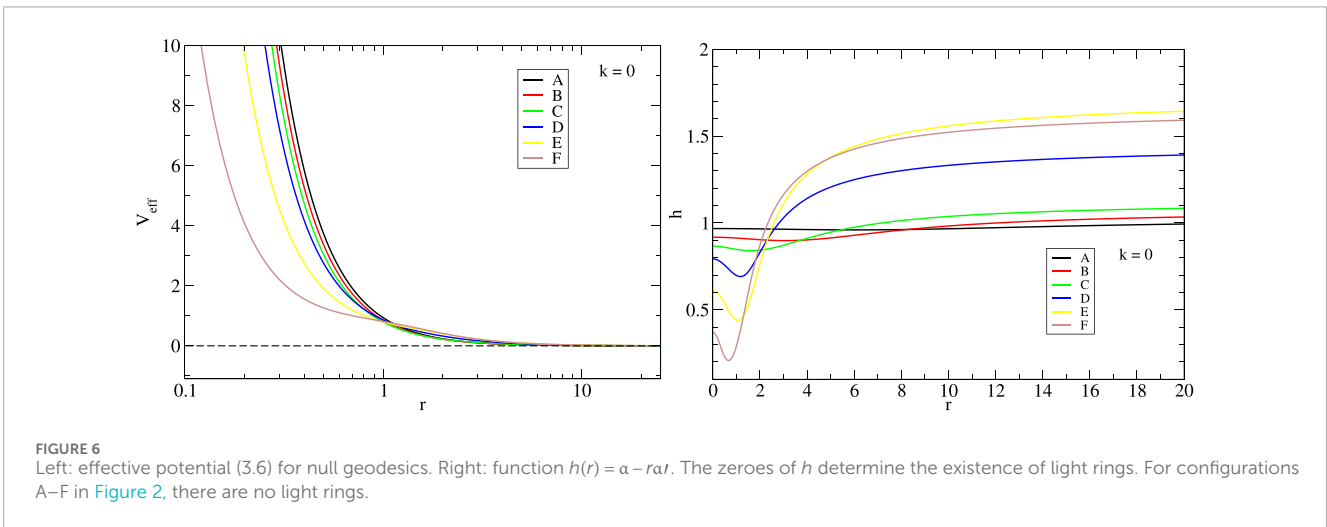 10
8
6
4
2
0
V_eff
0.1
1
10
r
k = 0
A
B
C
D
E
F
2
1.5
1
0.5
h
0
2
4
6
8
10
12
14
16
18
20
r
k = 0
A
B
C
D
E
F
FIGURE 6
Left: effective potential (3.6) for null geodesics. Right: function h(r) = α − rα′. The zeroes of h determine the existence of light rings. For configurations
A–F in Figure 2, there are no light rings.